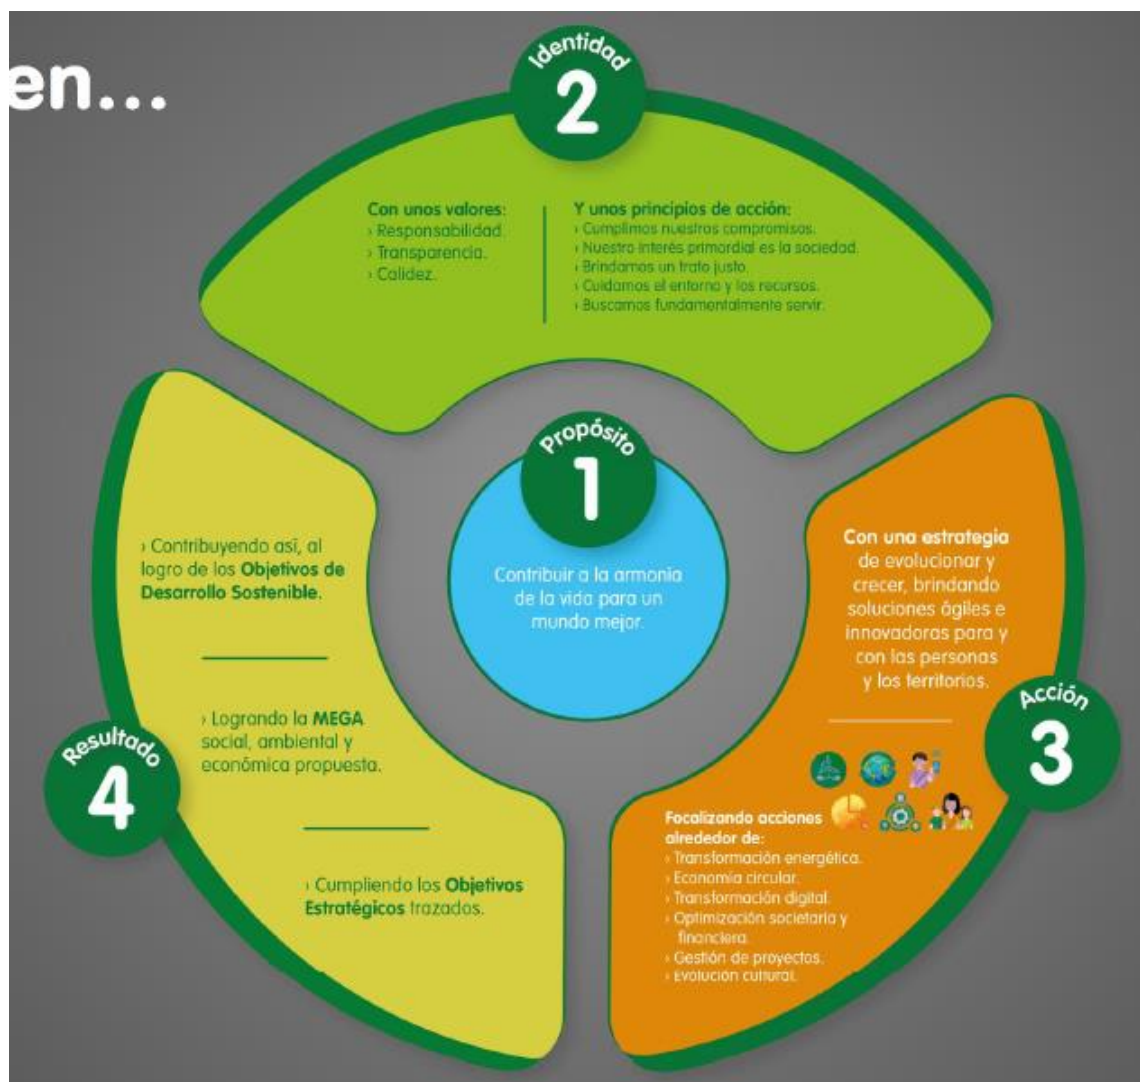 en...
Identidad
2
Con unos valores:
› Responsabilidad.
› Transparencia.
› Calidez.
Y unos principios de acción:
› Cumplimos nuestros compromisos.
› Nuestro interés primordial es la sociedad.
› Brindamos un trato justo.
› Cuidamos el entorno y los recursos.
› Buscamos fundamentalmente servir.
Propósito
1
Contribuir a la armonía
de la vida para un
mundo mejor.
Con una estrategia
de evolucionar y
crecer, brindando
soluciones ágiles e
innovadoras para y
con las personas
y los territorios.
Acción
3
Focalizando acciones
alrededor de:
› Transformación energética.
› Economía circular.
› Transformación digital.
› Optimización societaria y
financiera.
› Gestión de proyectos.
› Evolución cultural.
Resultado
4
› Contribuyendo así, al
logro de los Objetivos de
Desarrollo Sostenible.
› Logrando la MEGA
social, ambiental y
económica propuesta.
› Cumpliendo los Objetivos
Estratégicos trazados.